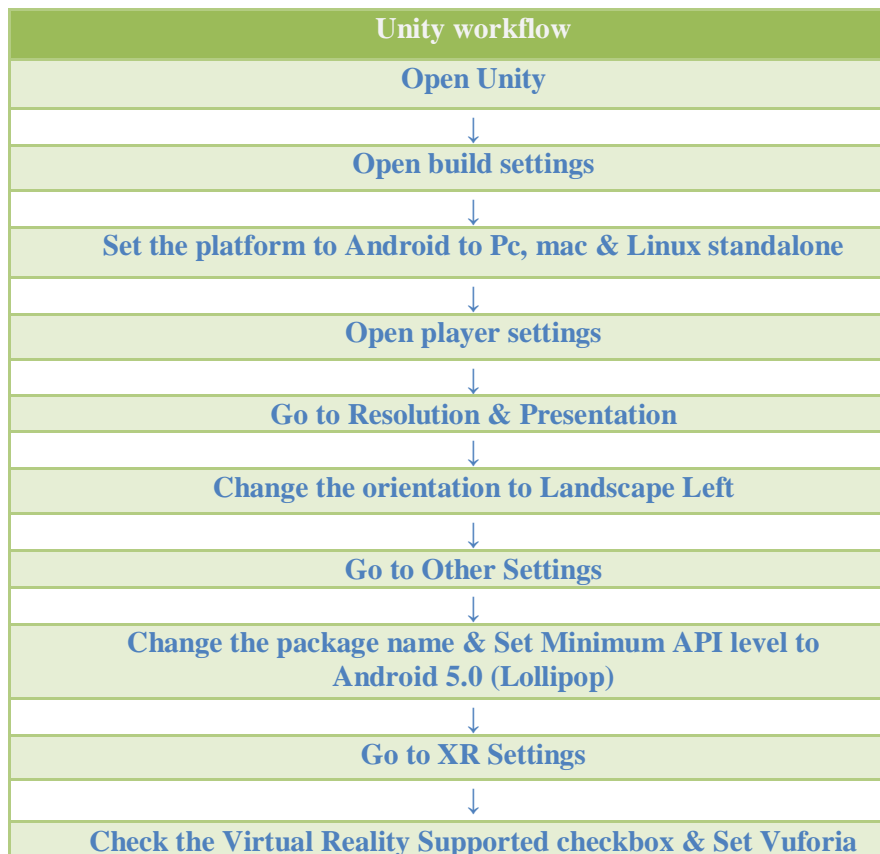 Unity workflow
Open Unity
↓
Open build settings
↓
Set the platform to Android to Pc, mac & Linux standalone
↓
Open player settings
↓
Go to Resolution & Presentation
↓
Change the orientation to Landscape Left
↓
Go to Other Settings
↓
Change the package name & Set Minimum API level to
Android 5.0 (Lollipop)
↓
Go to XR Settings
↓
Check the Virtual Reality Supported checkbox & Set Vuforia